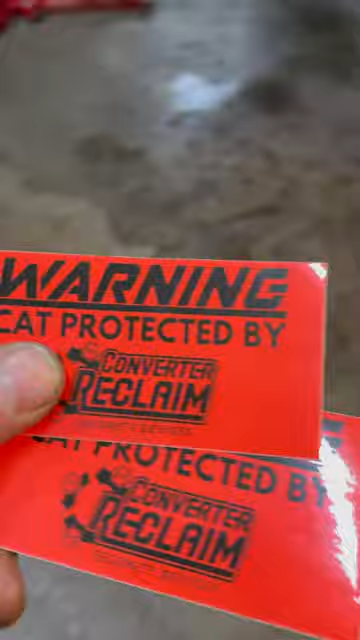 WARNING
CAT PROTECTED BY
CONVERTER
RECLAIM
CAT PROTECTED BY
CONVERTER
RECLAIM